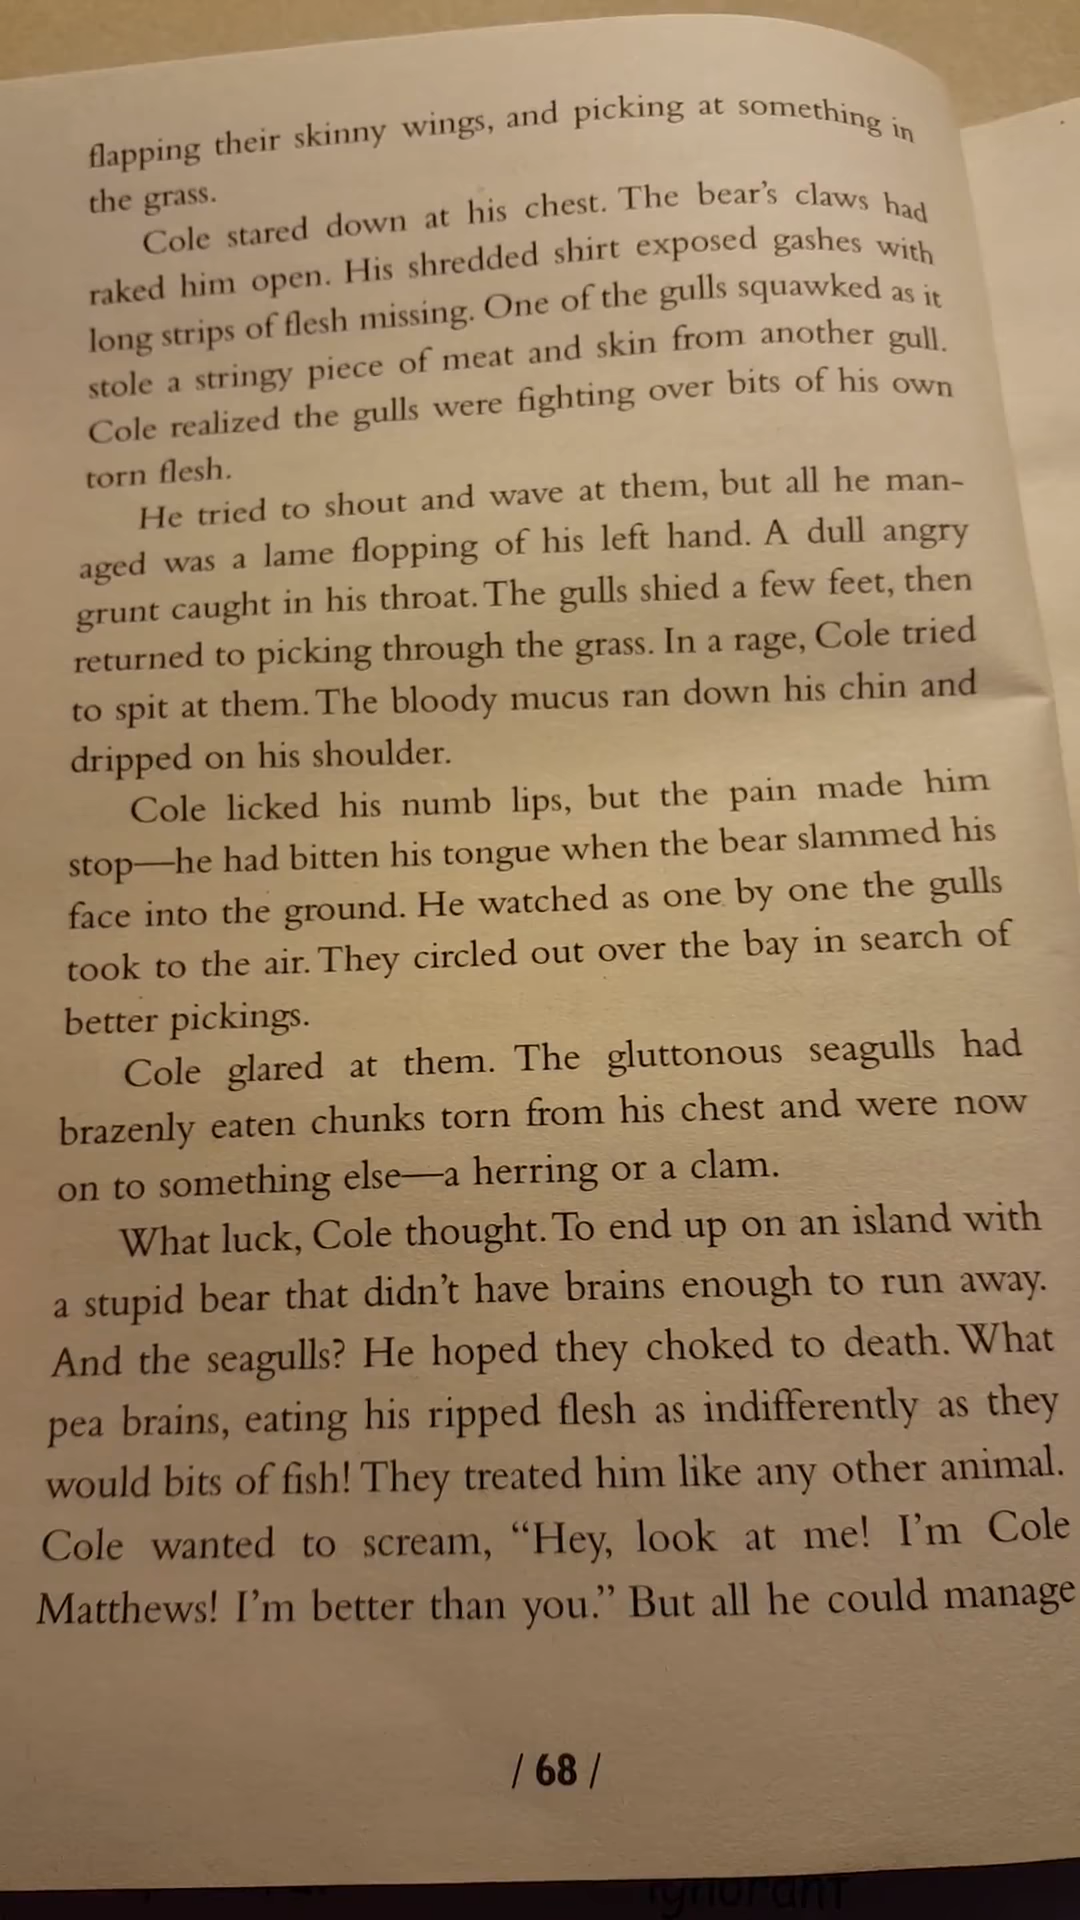 flapping their skinny wings, and picking at something in
the grass.
Cole stared down at his chest. The bear's claws had
raked him open. His shredded shirt exposed gashes with
long strips of flesh missing. One of the gulls squawked as it
stole a stringy piece of meat and skin from another gull.
Cole realized the gulls were fighting over bits of his own
torn flesh.
He tried to shout and wave at them, but all he man-
aged was a lame flopping of his left hand. A dull angry
grunt caught in his throat. The gulls shied a few feet, then
returned to picking through the grass. In a rage, Cole tried
to spit at them. The bloody mucus ran down his chin and
dripped on his shoulder.
Cole licked his numb lips, but the pain made him
stop—he had bitten his tongue when the bear slammed his
face into the ground. He watched as one by one the gulls
took to the air. They circled out over the bay in search of
better pickings.
Cole glared at them. The gluttonous seagulls had
brazenly eaten chunks torn from his chest and were now
on to something else—a herring or a clam.
What luck, Cole thought. To end up on an island with
a stupid bear that didn't have brains enough to run away.
And the seagulls? He hoped they choked to death. What
pea brains, eating his ripped flesh as indifferently as they
would bits of fish! They treated him like any other animal.
Cole wanted to scream, “Hey, look at me! I'm Cole
Matthews! I'm better than you.” But all he could manage
/ 68 /
ignorant